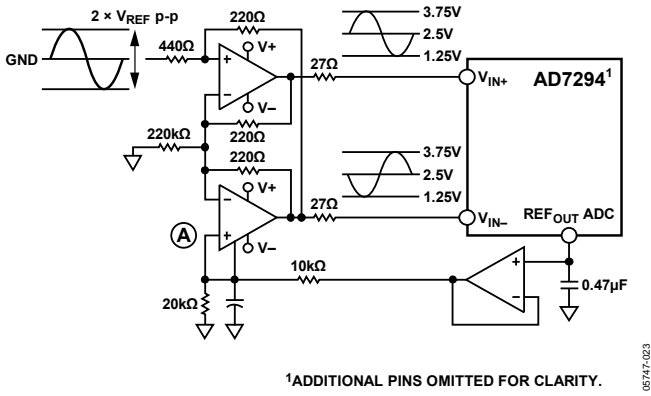 2 × VREF p-p
GND
440Ω
220Ω
V+
+
−
V−
27Ω
3.75V
2.5V
1.25V
VIN+
AD7294¹
220kΩ
220Ω
220Ω
3.75V
2.5V
1.25V
V+
−
+
V−
27Ω
VIN−
REFOUT ADC
A
10kΩ
20kΩ
+
−
0.47µF
¹ADDITIONAL PINS OMITTED FOR CLARITY.
05747-023